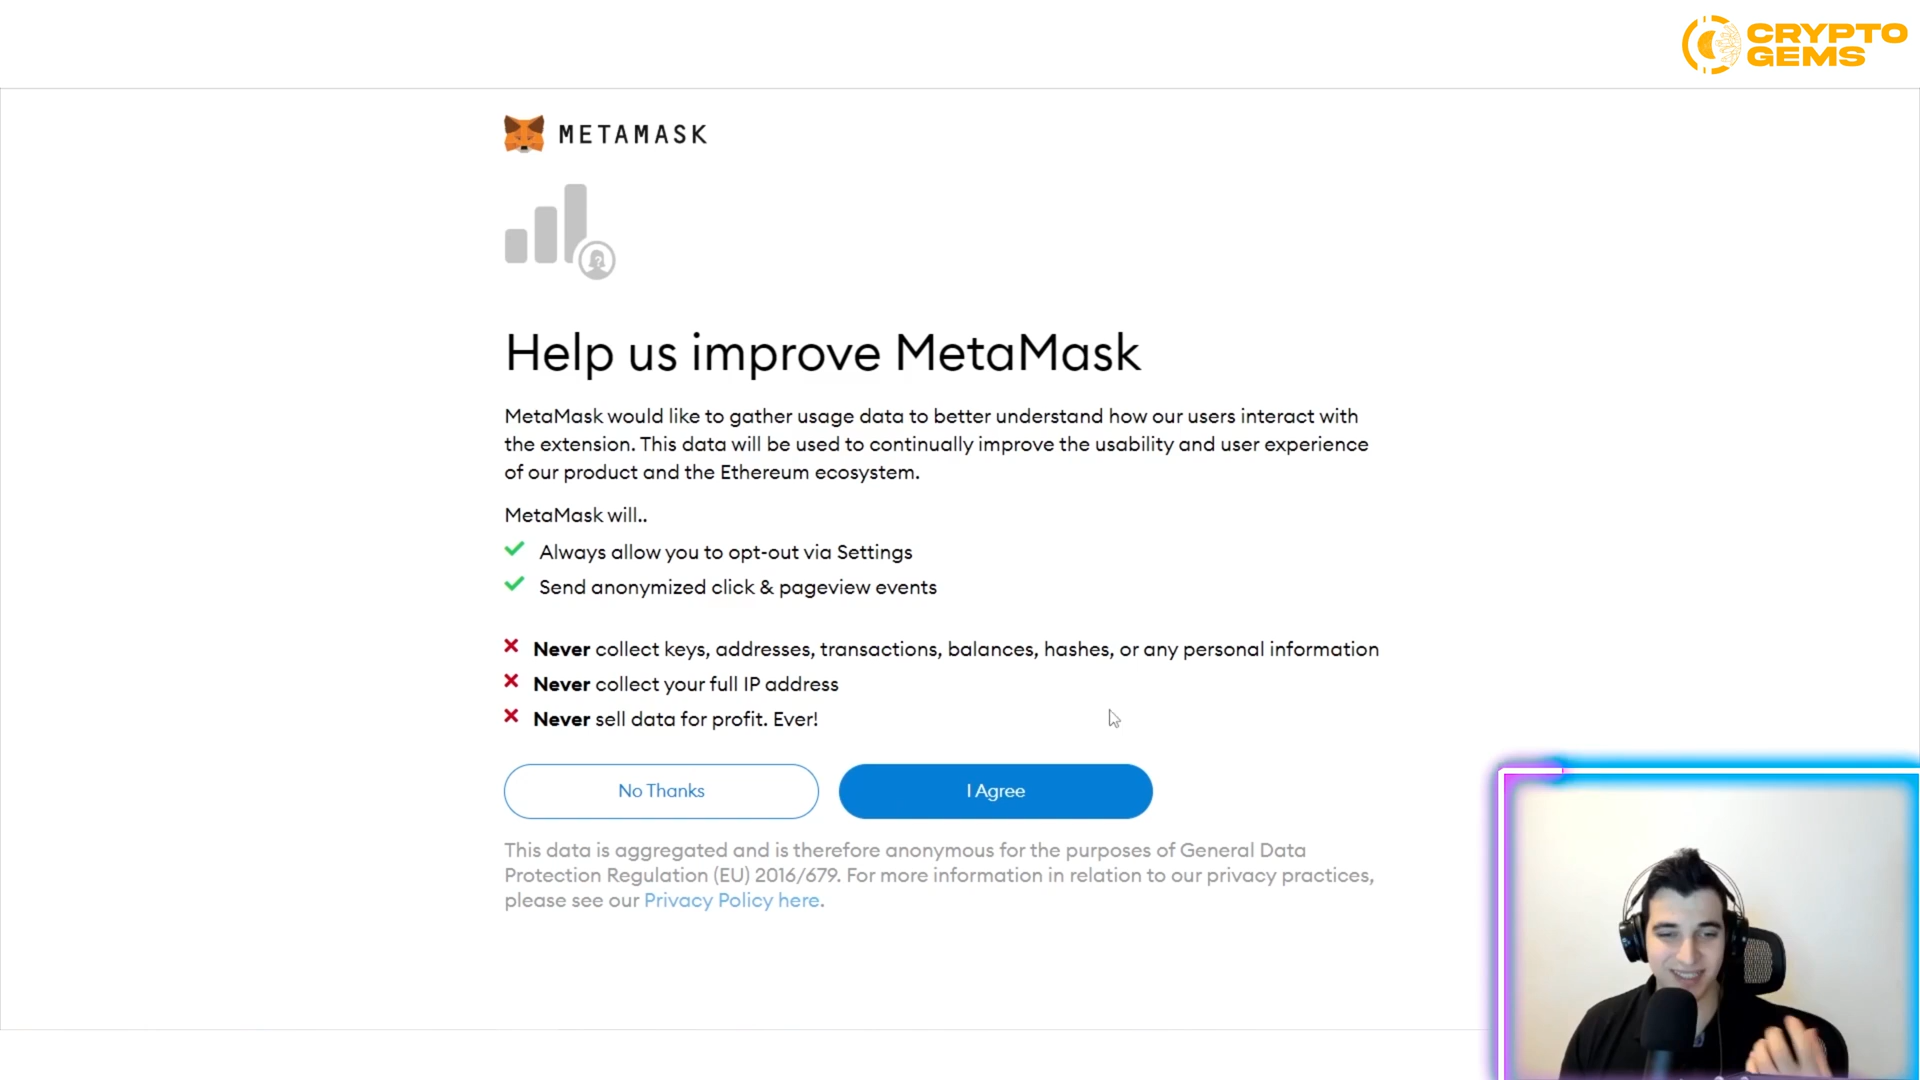 CRYPTO
GEMS
METAMASK
Help us improve MetaMask
MetaMask would like to gather usage data to better understand how our users interact with
the extension. This data will be used to continually improve the usability and user experience
of our product and the Ethereum ecosystem.
MetaMask will..
Always allow you to opt-out via Settings
Send anonymized click & pageview events
Never collect keys, addresses, transactions, balances, hashes, or any personal information
Never collect your full IP address
Never sell data for profit. Ever!
No Thanks
I Agree
This data is aggregated and is therefore anonymous for the purposes of General Data
Protection Regulation (EU) 2016/679. For more information in relation to our privacy practices,
please see our Privacy Policy here.